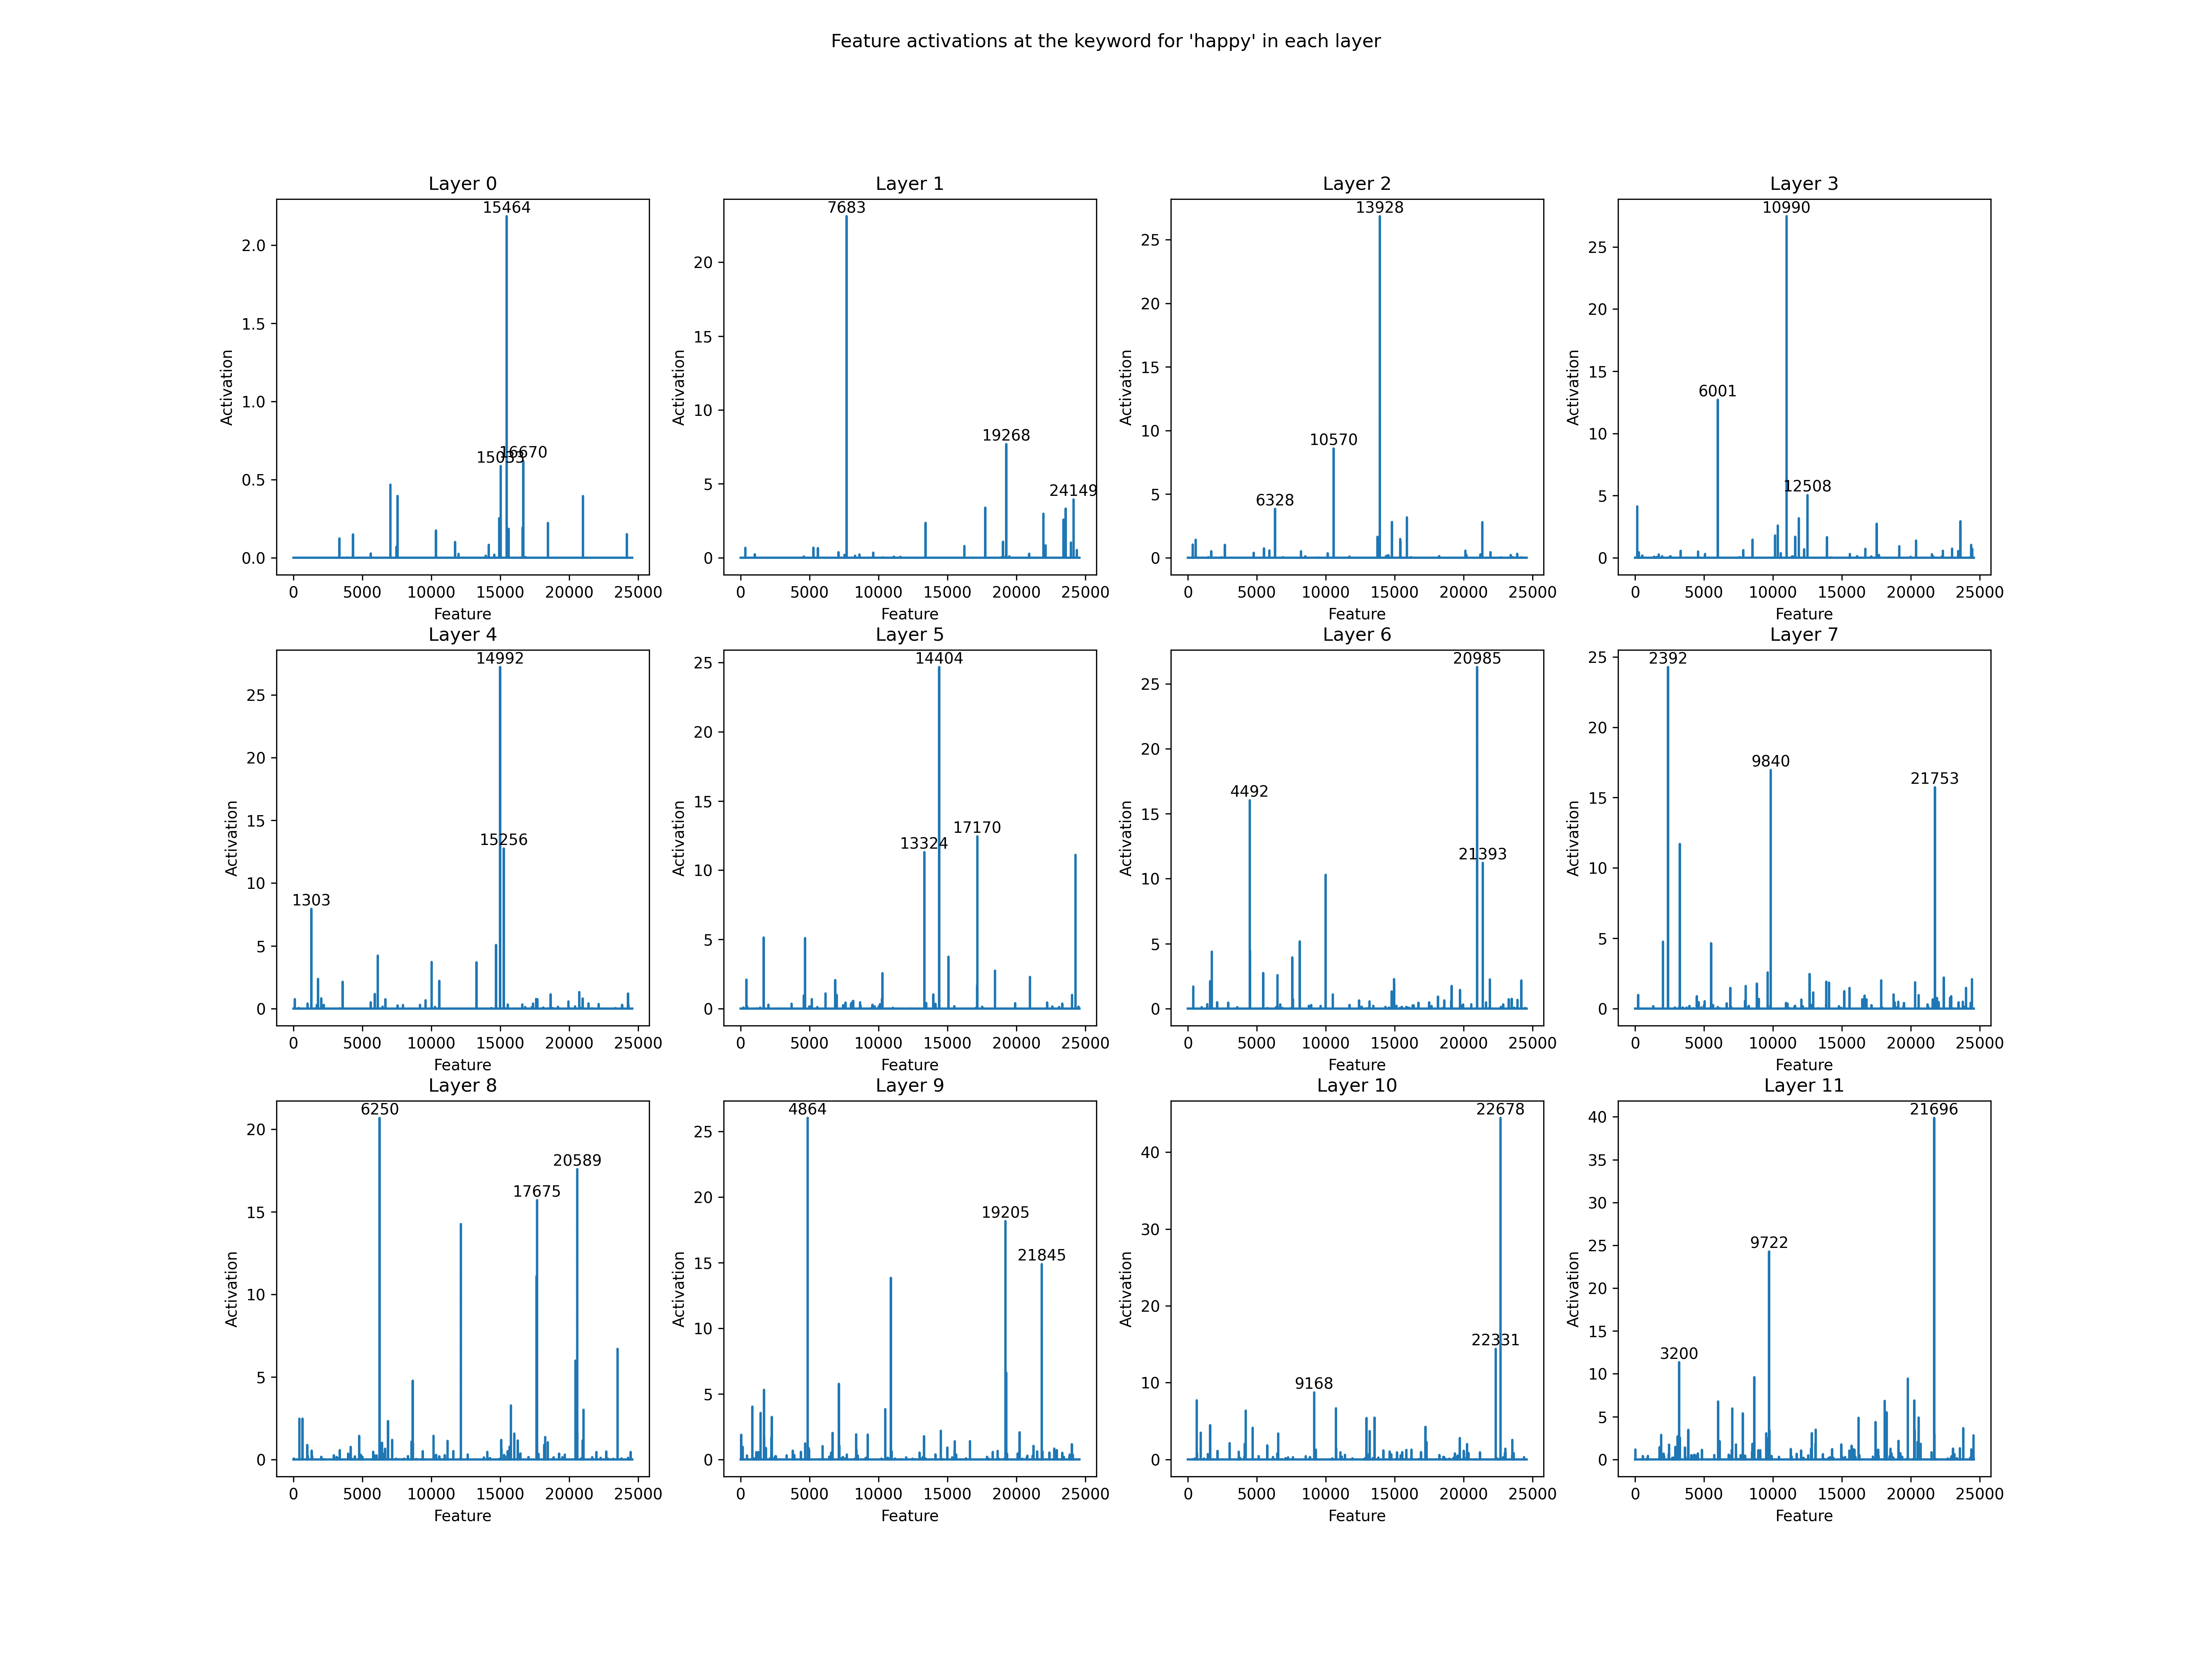 Feature activations at the keyword for 'happy' in each layer
Layer 0
15464
16670
15033
2.0
1.5
1.0
0.5
0.0
Activation
0 5000 10000 15000 20000 25000
Feature
Layer 1
7683
19268
24149
20
15
10
5
0
Activation
0 5000 10000 15000 20000 25000
Feature
Layer 2
13928
10570
6328
25
20
15
10
5
0
Activation
0 5000 10000 15000 20000 25000
Feature
Layer 3
10990
6001
12508
25
20
15
10
5
0
Activation
0 5000 10000 15000 20000 25000
Feature
Layer 4
14992
15256
1303
25
20
15
10
5
0
Activation
0 5000 10000 15000 20000 25000
Feature
Layer 5
14404
17170
13324
25
20
15
10
5
0
Activation
0 5000 10000 15000 20000 25000
Feature
Layer 6
20985
4492
21393
25
20
15
10
5
0
Activation
0 5000 10000 15000 20000 25000
Feature
Layer 7
2392
9840
21753
25
20
15
10
5
0
Activation
0 5000 10000 15000 20000 25000
Feature
Layer 8
6250
20589
17675
20
15
10
5
0
Activation
0 5000 10000 15000 20000 25000
Feature
Layer 9
4864
19205
21845
25
20
15
10
5
0
Activation
0 5000 10000 15000 20000 25000
Feature
Layer 10
22678
22331
9168
40
30
20
10
0
Activation
0 5000 10000 15000 20000 25000
Feature
Layer 11
21696
9722
3200
40
35
30
25
20
15
10
5
0
Activation
0 5000 10000 15000 20000 25000
Feature